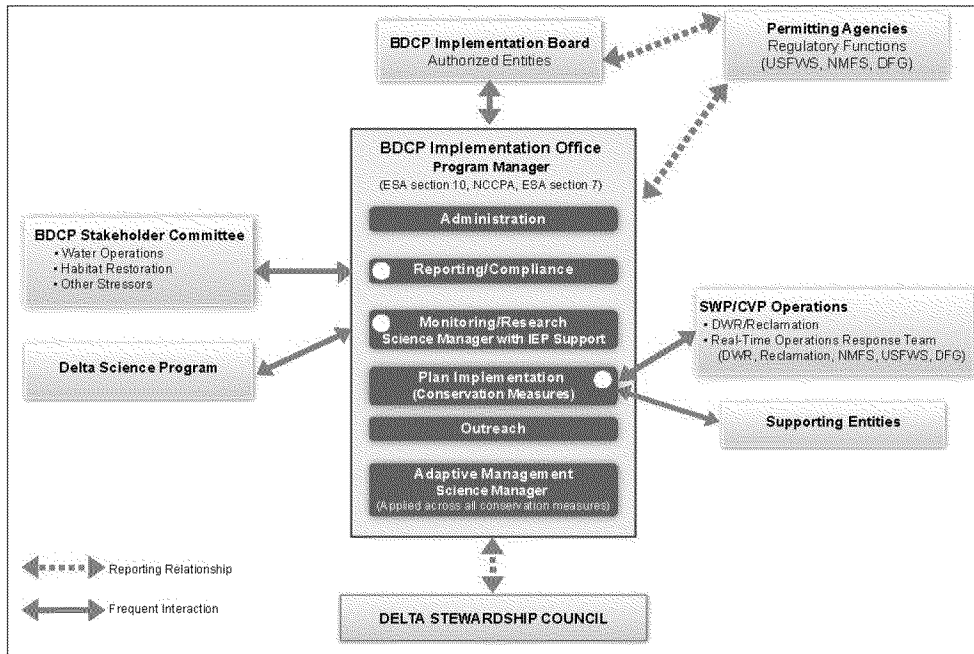 BDCP Implementation Board
Authorized Entities
Permitting Agencies
Regulatory Functions
(USFWS, NMFS, DFG)
BDCP Implementation Office
Program Manager
(ESA section 10, NCCPA, ESA section 7)
Administration
Reporting/Compliance
Monitoring/Research
Science Manager with IEP Support
Plan Implementation
(Conservation Measures)
Outreach
Adaptive Management
Science Manager
(Applied across all conservation measures)
BDCP Stakeholder Committee
• Water Operations
• Habitat Restoration
• Other Stressors
Delta Science Program
SWP/CVP Operations
• DWR/Reclamation
• Real-Time Operations Response Team
(DWR, Reclamation, NMFS, USFWS, DFG)
Supporting Entities
Reporting Relationship
Frequent Interaction
DELTA STEWARDSHIP COUNCIL